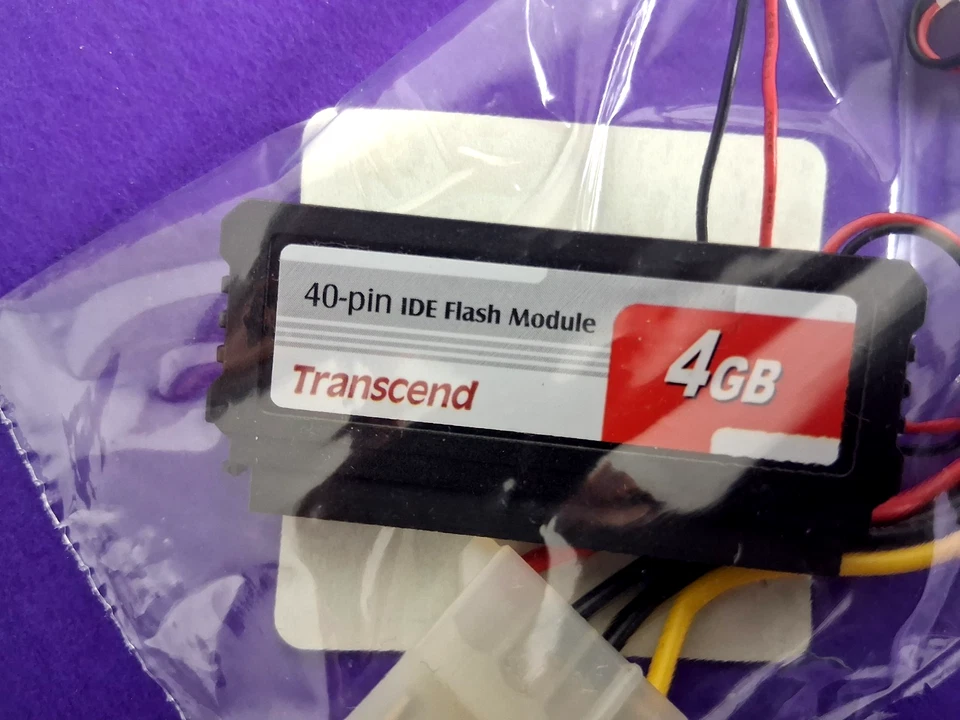 40-pin IDE Flash Module
Transcend
4GB